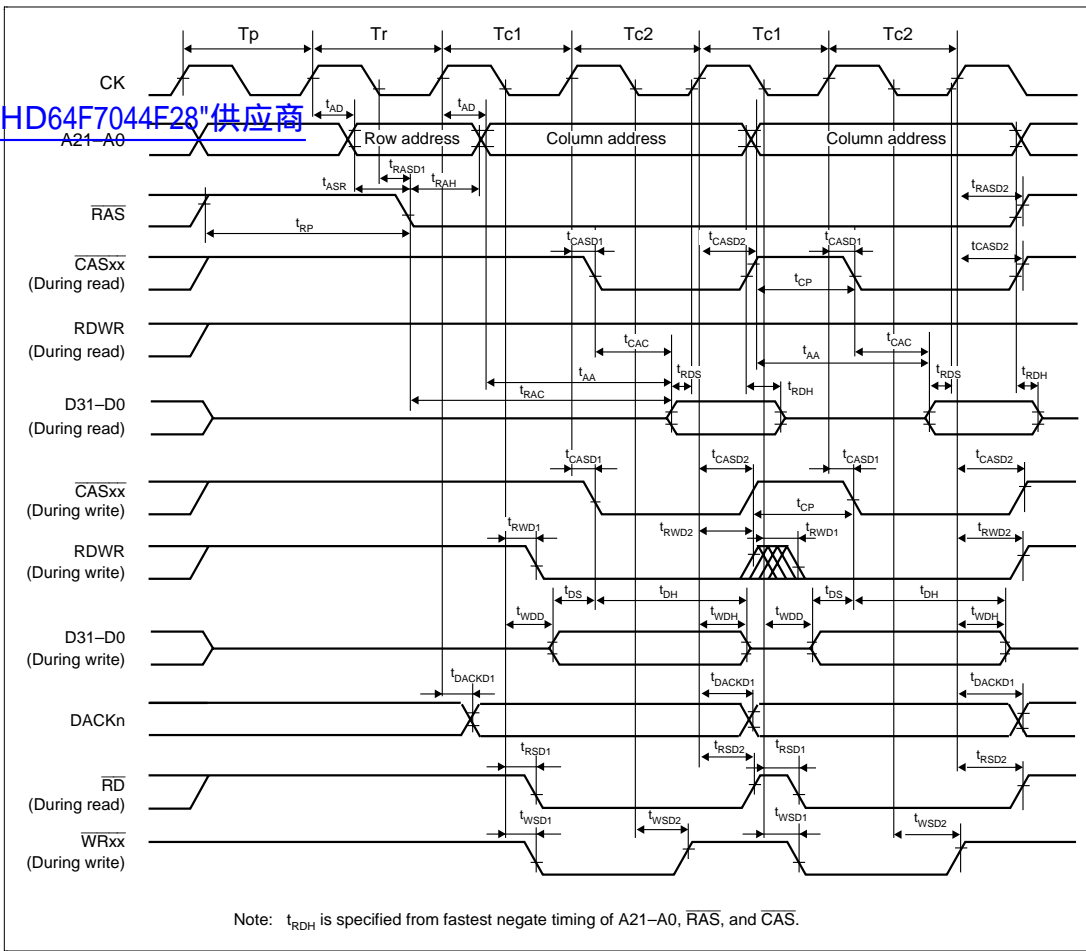 Tp Tr Tc1 Tc2 Tc1 Tc2
CK
HD64F7044F28"供应商
tAD tAD
A21–A0 Row address Column address Column address
tRASD1
tASR tRAH tRASD2
RAS
tRP
tCASD1 tCASD2 tCASD1 tCASD2
CASxx
(During read)
tCP
RDWR
(During read)
tCAC tCAC
tAA tAA tRDS tRDS
tRAC tRDH tRDH
D31–D0
(During read)
tCASD1 tCASD2 tCASD1 tCASD2
CASxx
(During write)
tCP
tRWD1 tRWD2 tRWD1 tRWD2
RDWR
(During write)
tDS tDH tDS tDH
tWDD tWDH tWDD tWDH
D31–D0
(During write)
tDACKD1 tDACKD1 tDACKD1
DACKn
tRSD1 tRSD2 tRSD1 tRSD2
RD
(During read)
tWSD1 tWSD2 tWSD1 tWSD2
WRxx
(During write)
Note: tRDH is specified from fastest negate timing of A21–A0, RAS, and CAS.